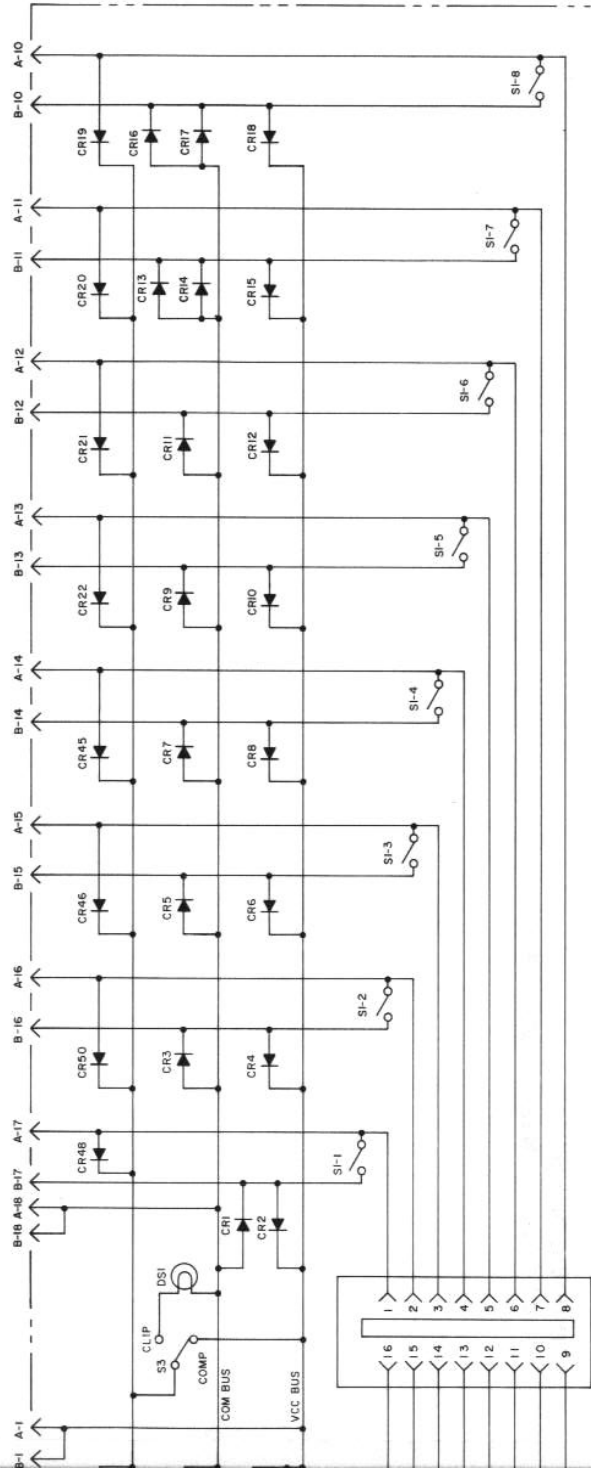 A-10
B-10
CR19
CR16
CR17
CR18
S1-8
A-11
B-11
CR20
CR13
CR14
CR15
S1-7
A-12
B-12
CR21
CR11
CR12
S1-6
A-13
B-13
CR22
CR9
CR10
S1-5
A-14
B-14
CR45
CR7
CR8
S1-4
A-15
B-15
CR46
CR5
CR6
S1-3
A-16
B-16
CR50
CR3
CR4
S1-2
A-17
B-17
A-18
B-18
CR48
CR1
CR2
S1-1
DS1
CLIP
S3
COMP
COM BUS
VCC BUS
A-1
B-1
16 1
15 2
14 3
13 4
12 5
11 6
10 7
9 8